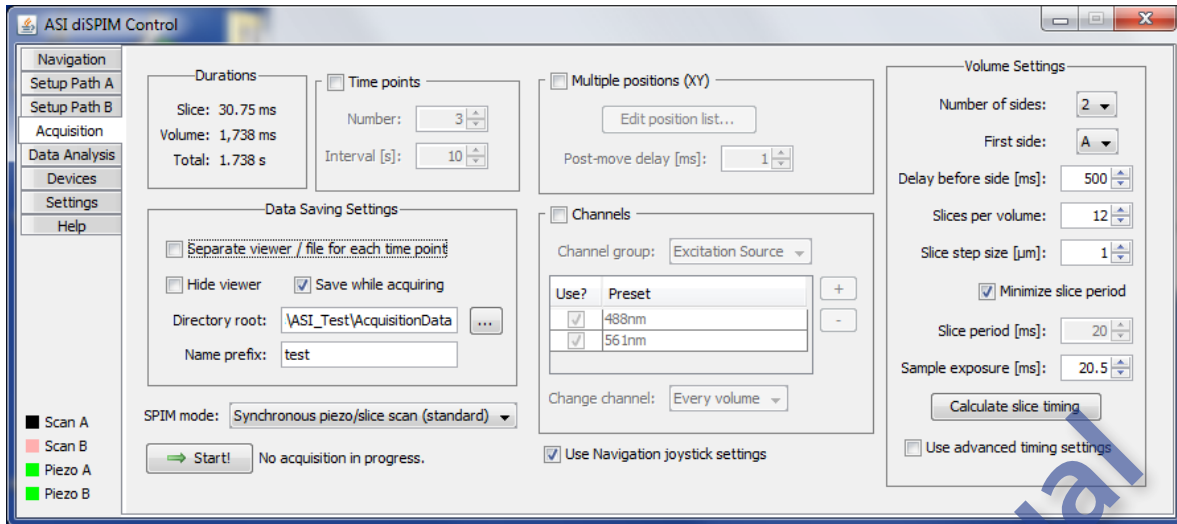 ASI diSPIM Control
Navigation
Setup Path A
Setup Path B
Acquisition
Data Analysis
Devices
Settings
Help
Scan A
Scan B
Piezo A
Piezo B
Durations
Slice: 30.75 ms
Volume: 1,738 ms
Total: 1.738 s
Time points
Number: 3
Interval [s]: 10
Data Saving Settings
Separate viewer / file for each time point
Hide viewer Save while acquiring
Directory root: \ASI_Test\AcquisitionData ...
Name prefix: test
SPIM mode: Synchronous piezo/slice scan (standard)
Start! No acquisition in progress.
Multiple positions (XY)
Edit position list...
Post-move delay [ms]: 1
Channels
Channel group: Excitation Source
Use? Preset
488nm
561nm
+
-
Change channel: Every volume
Use Navigation joystick settings
Volume Settings
Number of sides: 2
First side: A
Delay before side [ms]: 500
Slices per volume: 12
Slice step size [µm]: 1
Minimize slice period
Slice period [ms]: 20
Sample exposure [ms]: 20.5
Calculate slice timing
Use advanced timing settings